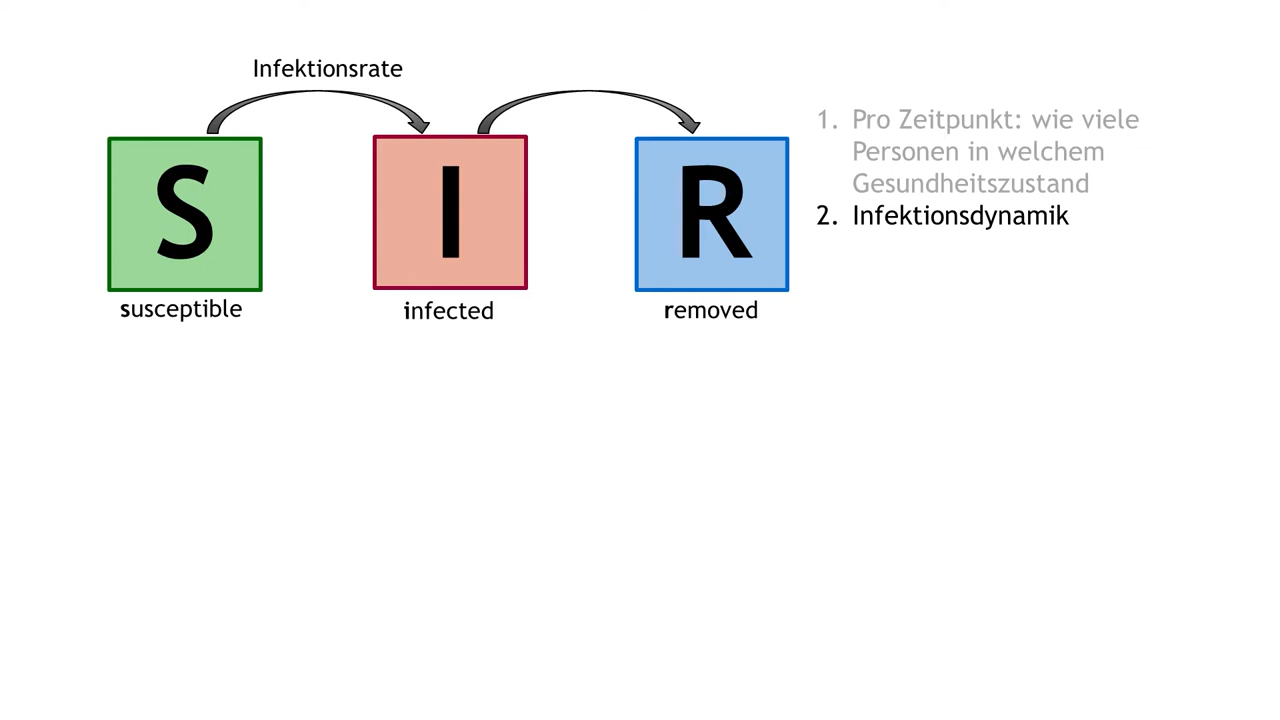 Infektionsrate
S
I
R
susceptible
infected
removed
1. Pro Zeitpunkt: wie viele
Personen in welchem
Gesundheitszustand
2. Infektionsdynamik